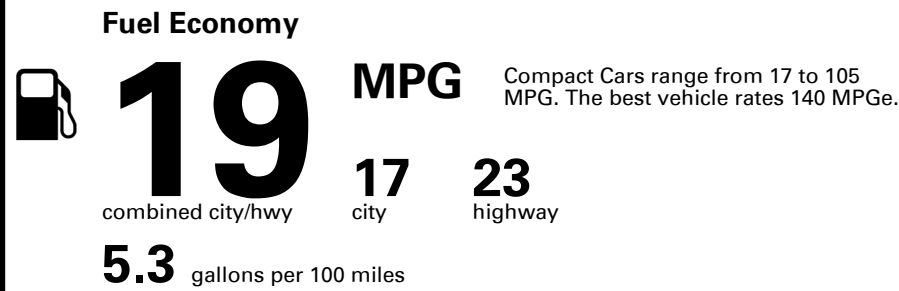 Fuel Economy
19 MPG
Compact Cars range from 17 to 105
MPG. The best vehicle rates 140 MPGe.
17 23
combined city/hwy city highway
5.3 gallons per 100 miles